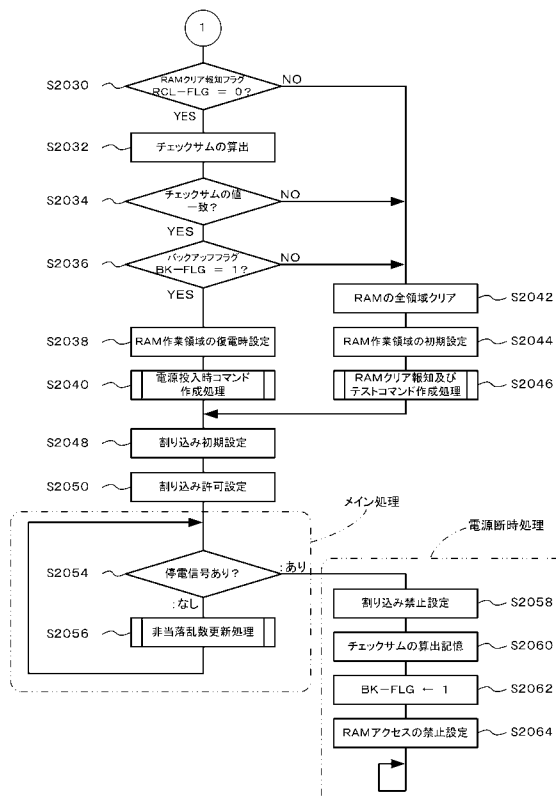 1
S2030
RAMクリア報知フラグ
RCL-FLG = 0?
NO
YES
S2032
チェックサムの算出
S2034
チェックサムの値
一致?
NO
YES
S2036
バックアップフラグ
BK-FLG = 1?
NO
YES
RAMの全領域クリア
S2042
S2038
RAM作業領域の復電時設定
RAM作業領域の初期設定
S2044
S2040
電源投入時コマンド
作成処理
RAMクリア報知及び
テストコマンド作成処理
S2046
S2048
割り込み初期設定
S2050
割り込み許可設定
メイン処理
電源断時処理
S2054
停電信号あり?
:あり
:なし
S2056
非当落乱数更新処理
割り込み禁止設定
S2058
チェックサムの算出記憶
S2060
BK-FLG ← 1
S2062
RAMアクセスの禁止設定
S2064